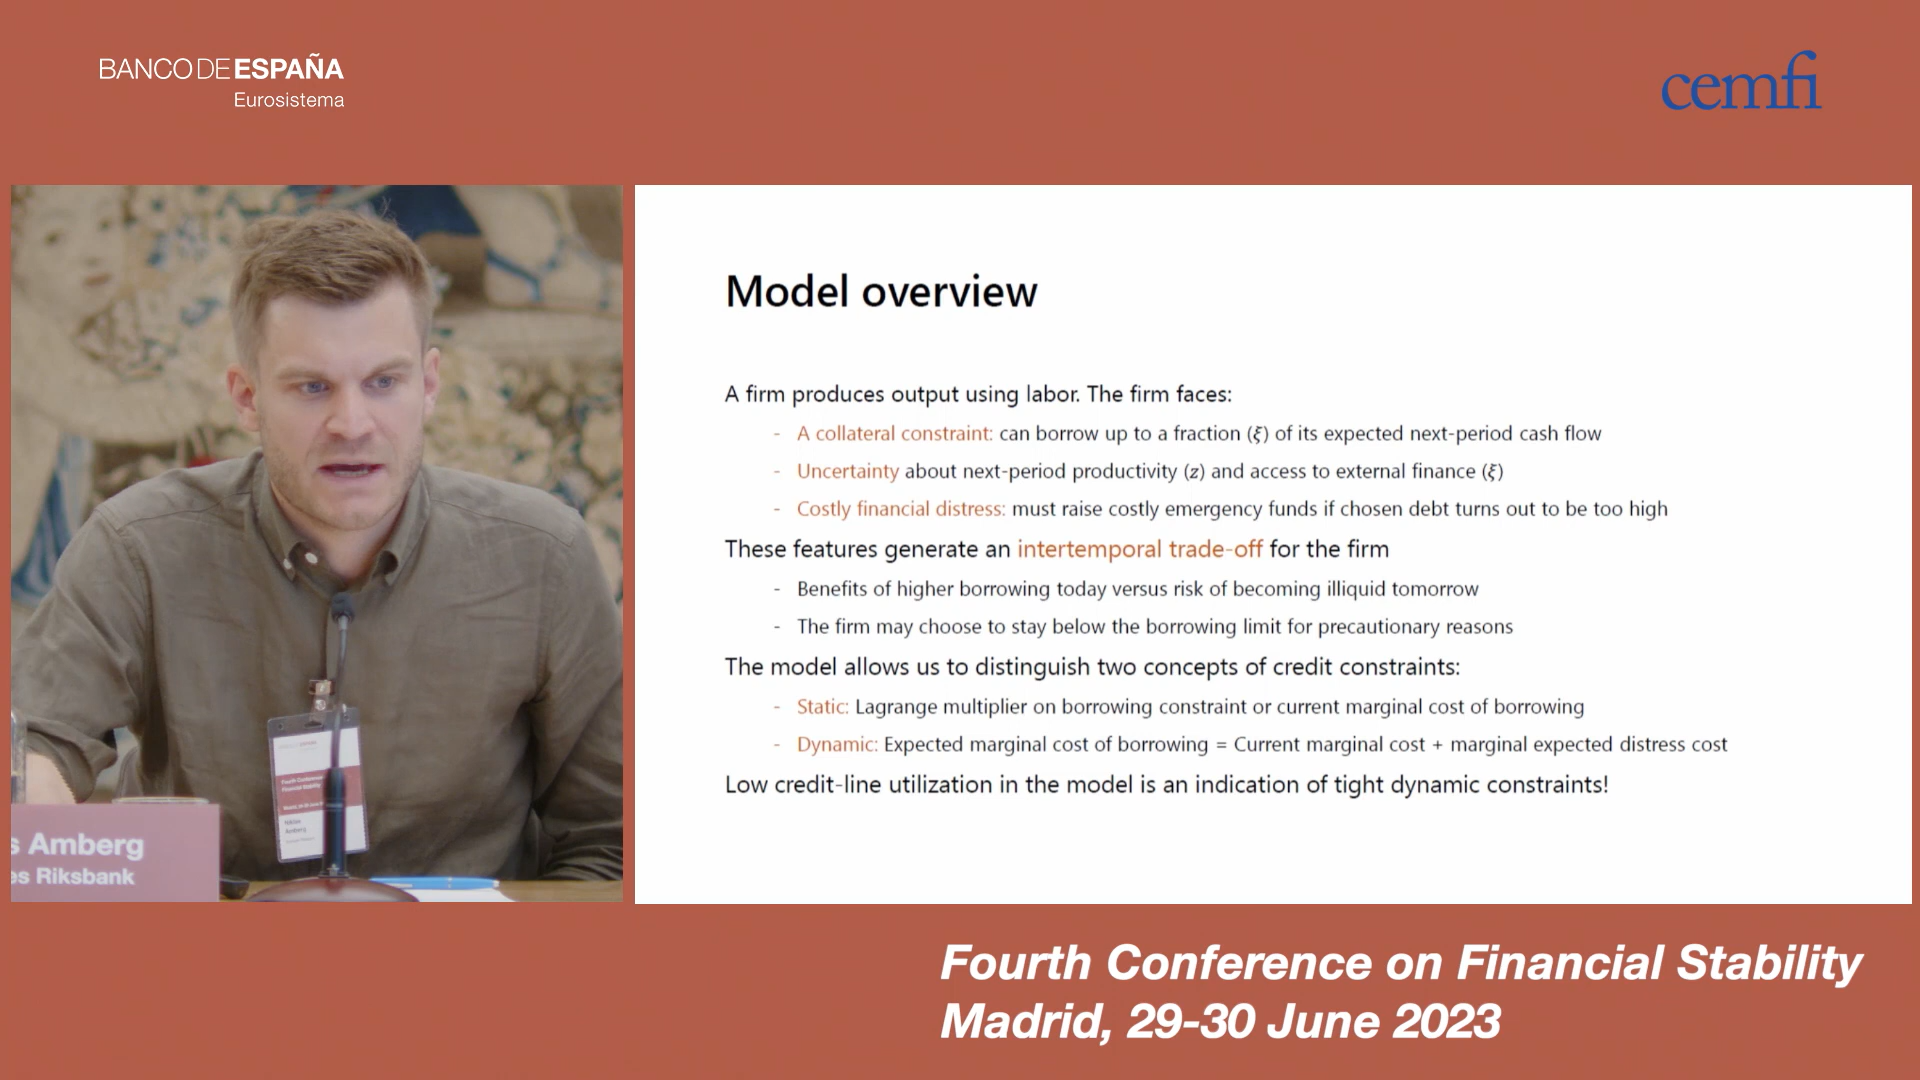 BANCO DE ESPAÑA
Eurosistema
cemfi
Model overview
A firm produces output using labor. The firm faces:
- A collateral constraint: can borrow up to a fraction (ξ) of its expected next-period cash flow
- Uncertainty about next-period productivity (z) and access to external finance (ξ)
- Costly financial distress: must raise costly emergency funds if chosen debt turns out to be too high
These features generate an intertemporal trade-off for the firm
- Benefits of higher borrowing today versus risk of becoming illiquid tomorrow
- The firm may choose to stay below the borrowing limit for precautionary reasons
The model allows us to distinguish two concepts of credit constraints:
- Static: Lagrange multiplier on borrowing constraint or current marginal cost of borrowing
- Dynamic: Expected marginal cost of borrowing = Current marginal cost + marginal expected distress cost
Low credit-line utilization in the model is an indication of tight dynamic constraints!
Fourth Conference
Financial Stability
Niklas
Amberg
s Amberg
es Riksbank
Fourth Conference on Financial Stability
Madrid, 29-30 June 2023